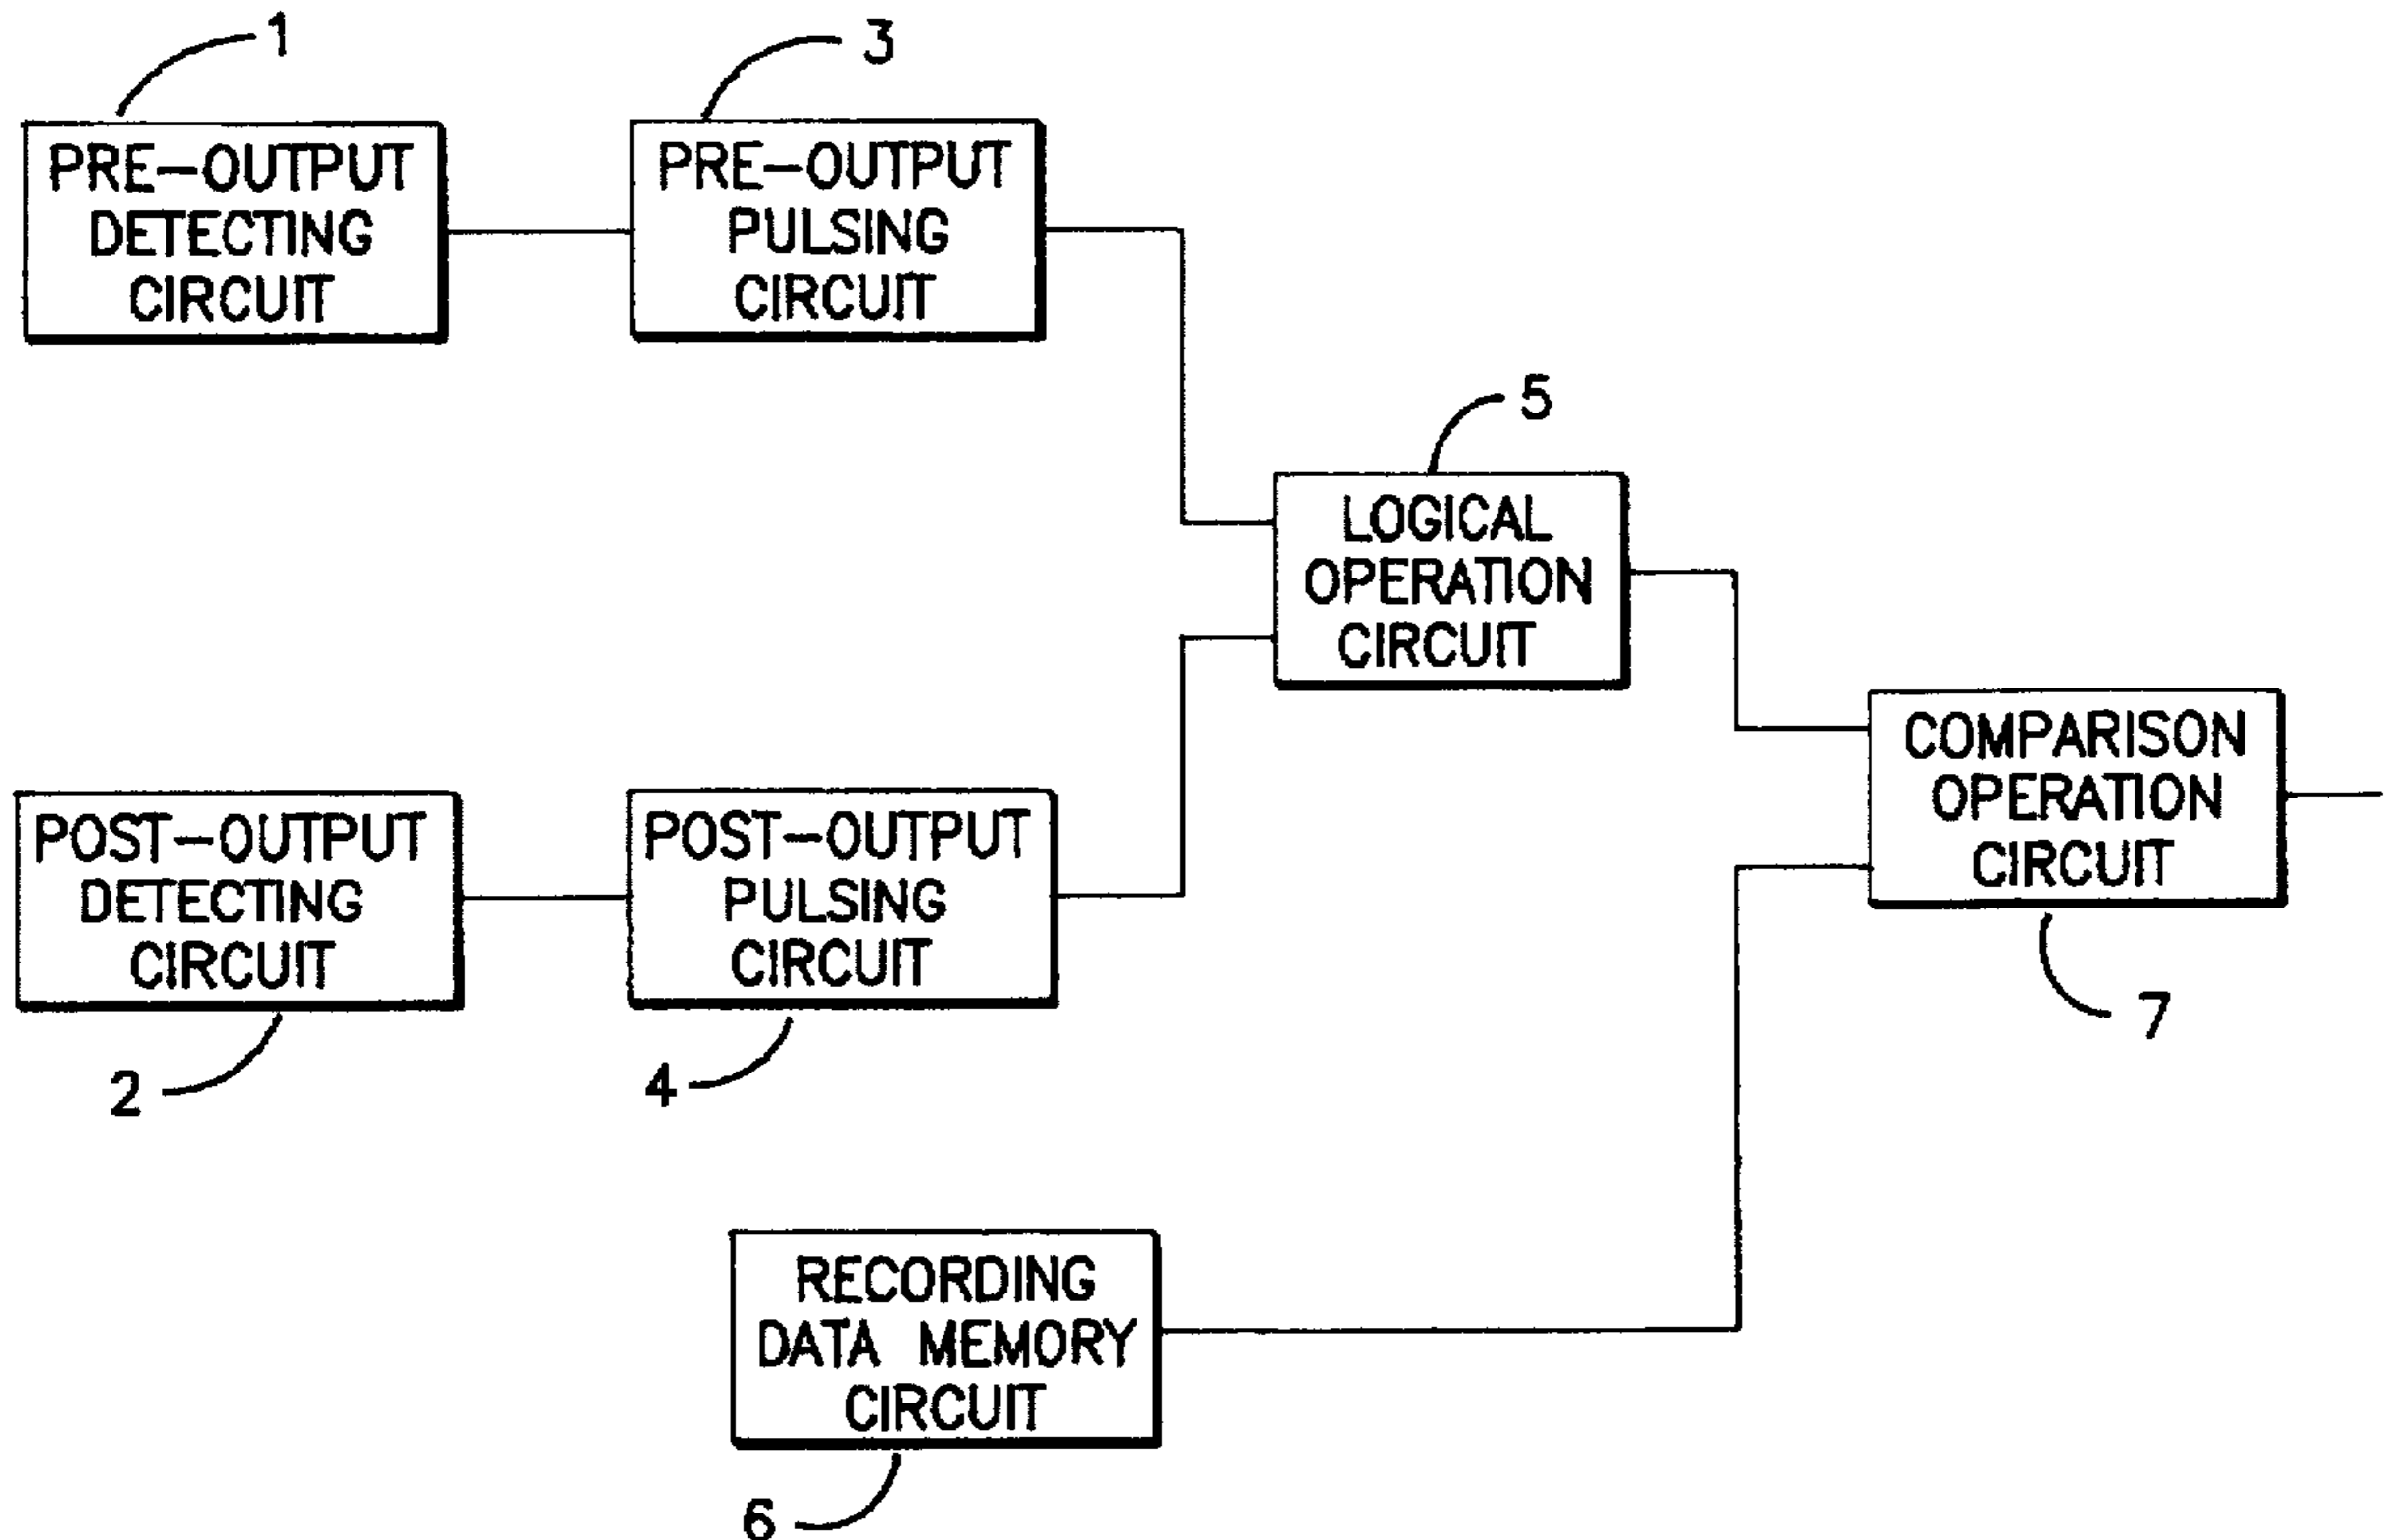 1
PRE-OUTPUT
DETECTING
CIRCUIT
3
PRE-OUTPUT
PULSING
CIRCUIT
5
LOGICAL
OPERATION
CIRCUIT
COMPARISON
OPERATION
CIRCUIT
7
POST-OUTPUT
DETECTING
CIRCUIT
2
POST-OUTPUT
PULSING
CIRCUIT
4
RECORDING
DATA MEMORY
CIRCUIT
6